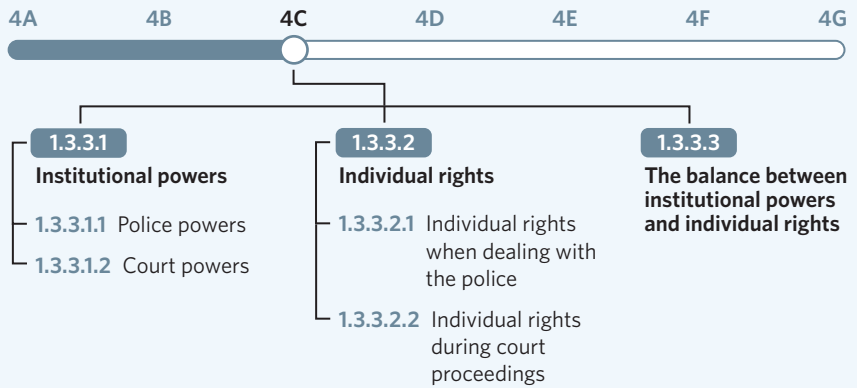 4A 4B 4C 4D 4E 4F 4G
1.3.3.1
Institutional powers
1.3.3.1.1 Police powers
1.3.3.1.2 Court powers
1.3.3.2
Individual rights
1.3.3.2.1 Individual rights
when dealing with
the police
1.3.3.2.2 Individual rights
during court
proceedings
1.3.3.3
The balance between
institutional powers
and individual rights